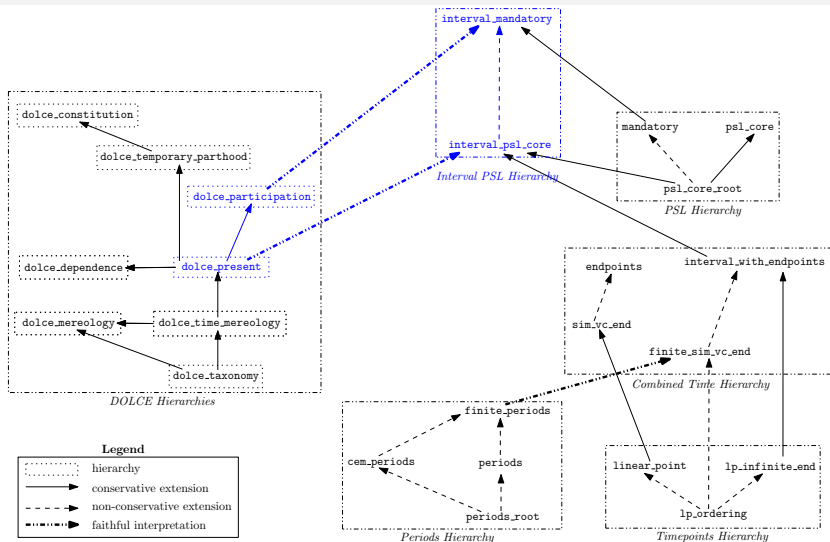 interval_mandatory
dolce_constitution
mandatory
psl_core
interval_psl_core
dolce_temporary_parthood
Interval PSL Hierarchy
psl_core_root
dolce_participation
PSL Hierarchy
dolce_dependence
dolce_present
endpoints
interval_with_endpoints
dolce_mereology
dolce_time_mereology
sim_vc_end
finite_sim_vc_end
dolce_taxonomy
Combined Time Hierarchy
DOLCE Hierarchies
finite_periods
Legend
hierarchy
conservative extension
non-conservative extension
faithful interpretation
cem_periods
periods
linear_point
lp_infinite_end
periods_root
lp_ordering
Periods Hierarchy
Timepoints Hierarchy